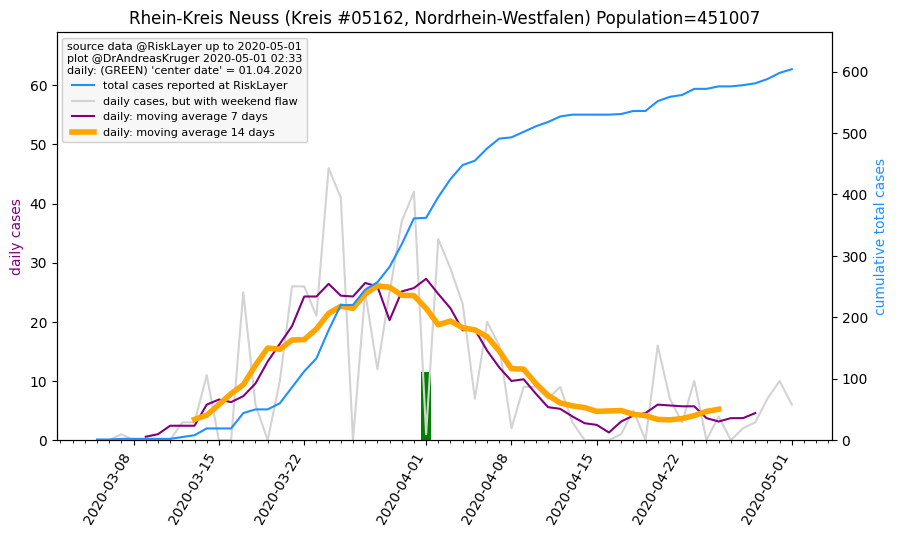 Rhein-Kreis Neuss (Kreis #05162, Nordrhein-Westfalen) Population=451007
source data @RiskLayer up to 2020-05-01
plot @DrAndreasKruger 2020-05-01 02:33
daily: (GREEN) 'center date' = 01.04.2020
total cases reported at RiskLayer
daily cases, but with weekend flaw
daily: moving average 7 days
daily: moving average 14 days
daily cases
60
50
40
30
20
10
0
600
500
400
300
200
100
0
cumulative total cases
2020-03-08
2020-03-15
2020-03-22
2020-04-01
2020-04-08
2020-04-15
2020-04-22
2020-05-01